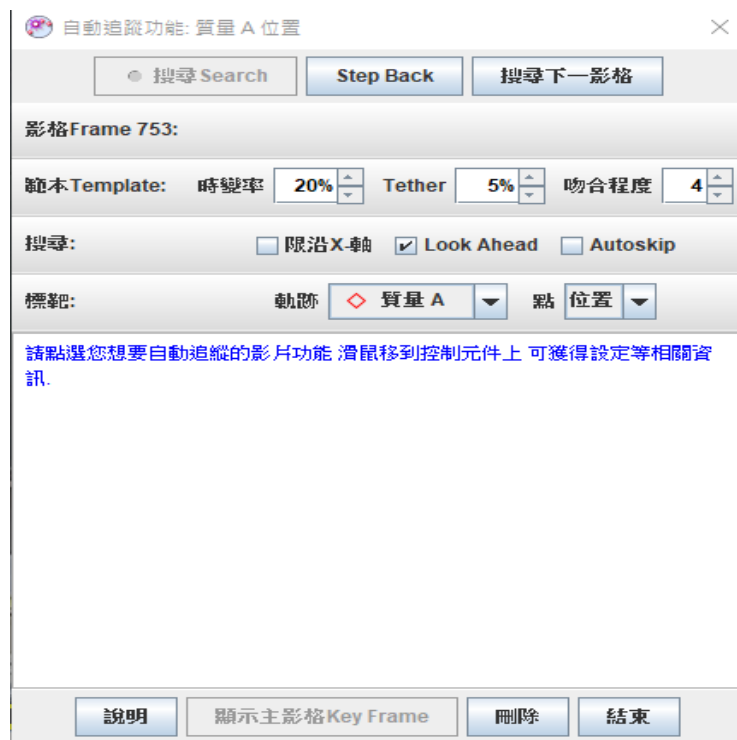 自動追蹤功能: 質量 A 位置
搜尋 Search Step Back 搜尋下一影格
影格Frame 753:
範本Template: 時變率 20% Tether 5% 吻合程度 4
搜尋: 限沿X-軸 Look Ahead Autoskip
標靶: 軌跡 質量 A 點 位置
請點選您想要自動追縱的影片功能 滑鼠移到控制元件上 可獲得設定等相關資
訊.
說明 顯示主影格Key Frame 刪除 結束